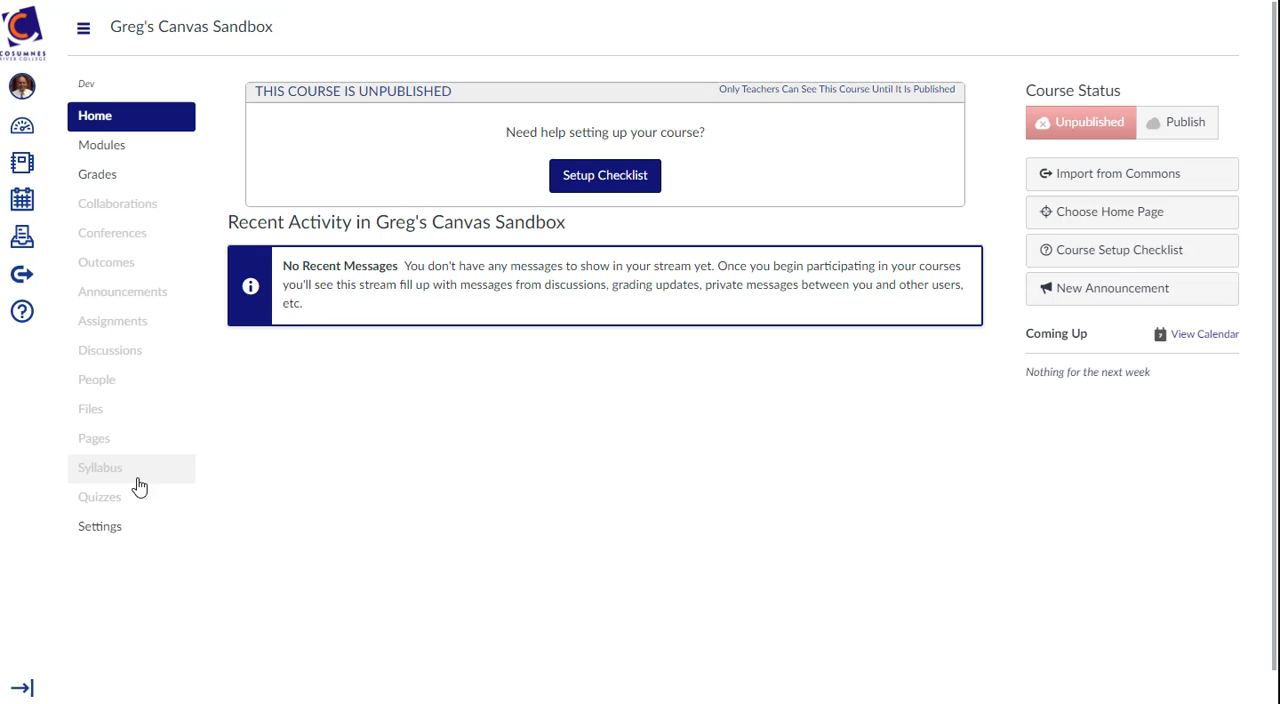 COSUMNES
RIVER COLLEGE
Greg's Canvas Sandbox
Dev
Home
Modules
Grades
Collaborations
Conferences
Outcomes
Announcements
Assignments
Discussions
People
Files
Pages
Syllabus
Quizzes
Settings
THIS COURSE IS UNPUBLISHED
Only Teachers Can See This Course Until It Is Published
Need help setting up your course?
Setup Checklist
Recent Activity in Greg's Canvas Sandbox
No Recent Messages You don't have any messages to show in your stream yet. Once you begin participating in your courses
you'll see this stream fill up with messages from discussions, grading updates, private messages between you and other users,
etc.
Course Status
Unpublished
Publish
Import from Commons
Choose Home Page
Course Setup Checklist
New Announcement
Coming Up
View Calendar
Nothing for the next week